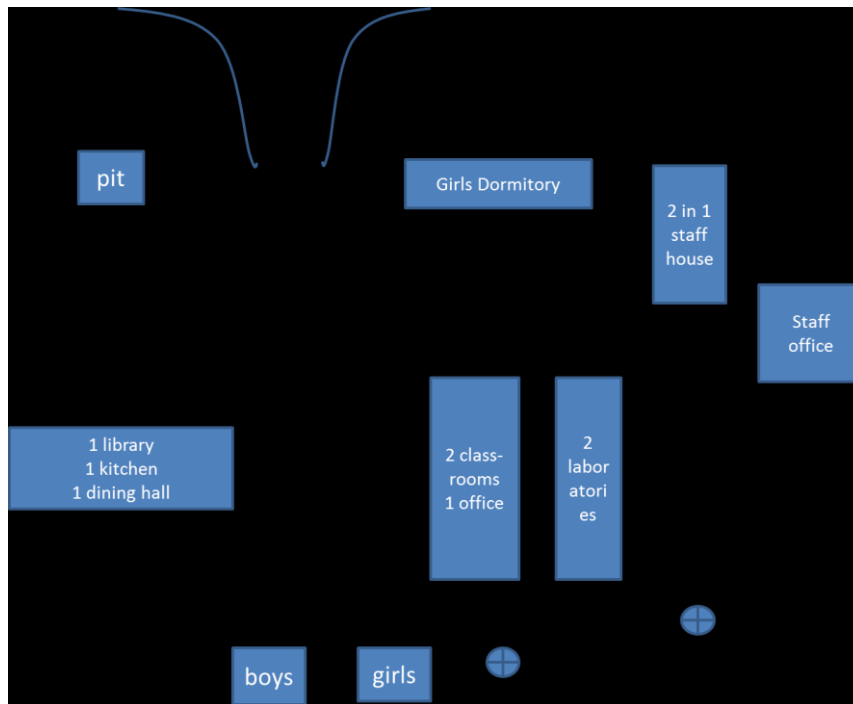 pit
Girls Dormitory
2 in 1
staff
house
Staff
office
1 library
1 kitchen
1 dining hall
2 class-
rooms
1 office
2
labor
atori
es
boys
girls